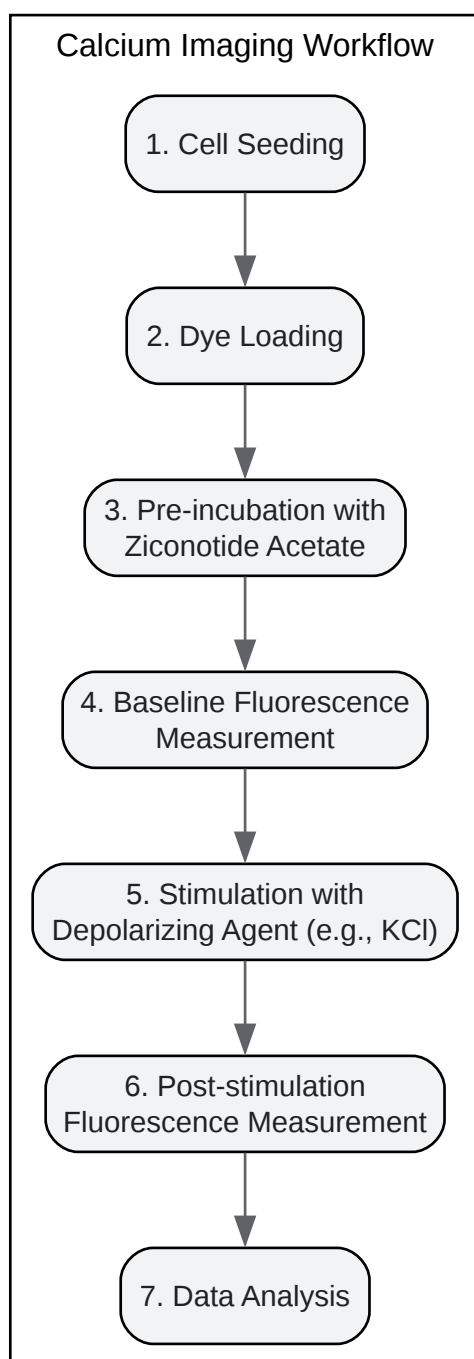 Calcium Imaging Workflow
1. Cell Seeding
2. Dye Loading
3. Pre-incubation with
Ziconotide Acetate
4. Baseline Fluorescence
Measurement
5. Stimulation with
Depolarizing Agent (e.g., KCl)
6. Post-stimulation
Fluorescence Measurement
7. Data Analysis